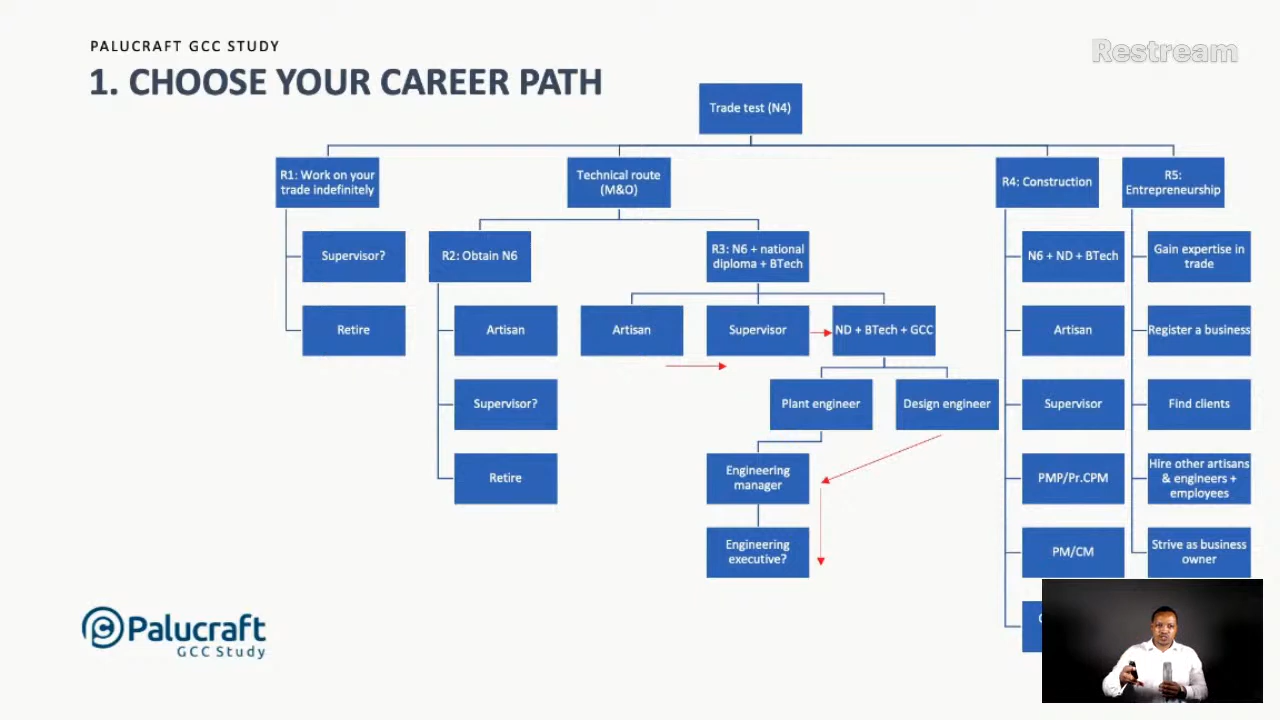 PALUCRAFT GCC STUDY
Restream
1. CHOOSE YOUR CAREER PATH
Trade test (N4)
R1: Work on your
trade indefinitely
Technical route
(M&O)
R4: Construction
R5:
Entrepreneurship
Supervisor?
R2: Obtain N6
R3: N6 + national
diploma + BTech
N6 + ND + BTech
Gain expertise in
trade
Retire
Artisan
Artisan
Supervisor
ND + BTech + GCC
Artisan
Register a business
Supervisor?
Plant engineer
Design engineer
Supervisor
Find clients
Retire
Engineering
manager
PMP/Pr.CPM
Hire other artisans
& engineers +
employees
Engineering
executive?
PM/CM
Strive as business
owner
Palucraft
GCC Study